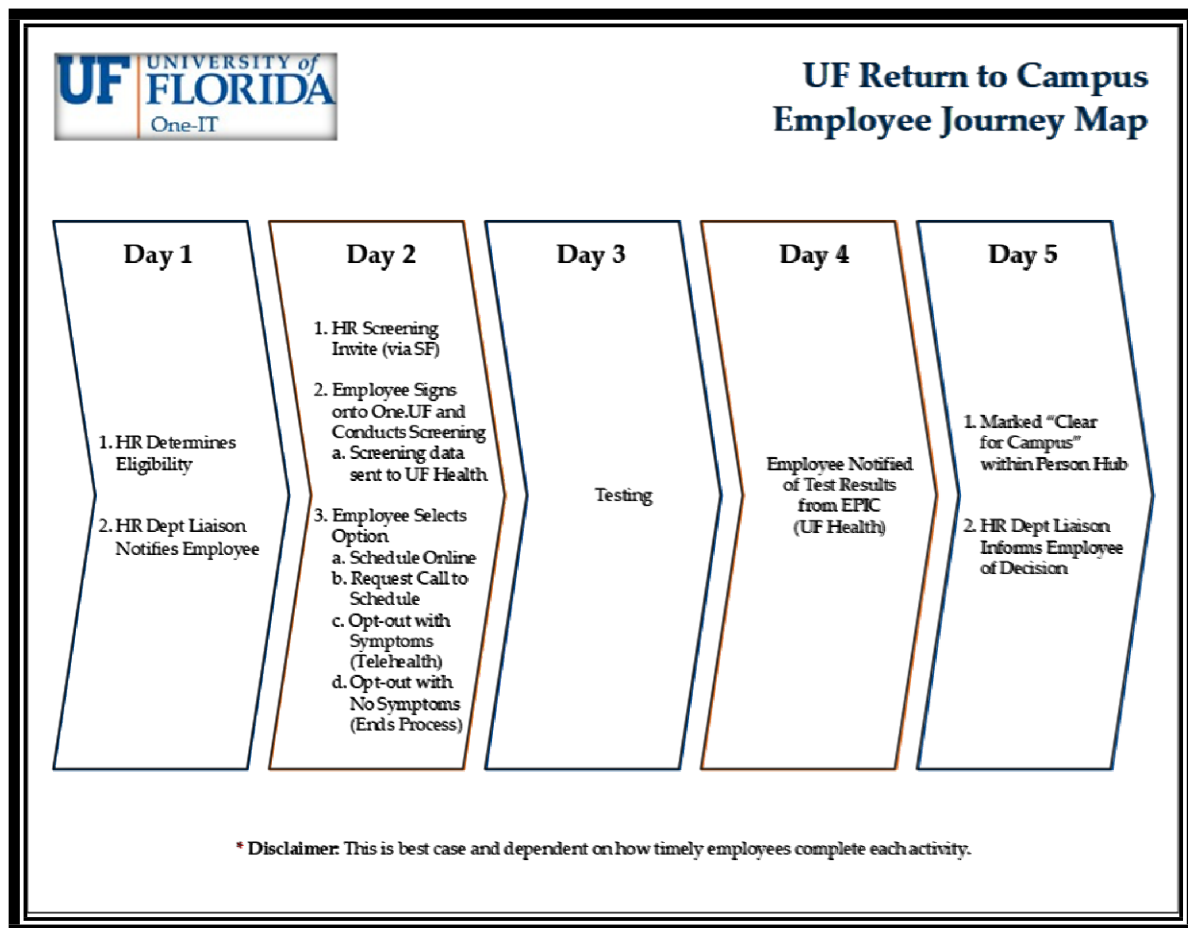 UF UNIVERSITY of
FLORIDA
One-IT
UF Return to Campus
Employee Journey Map
Day 1
1. HR Determines
Eligibility
2. HR Dept Liaison
Notifies Employee
Day 2
1. HR Screening
Invite (via SF)
2. Employee Signs
onto One.UF and
Conducts Screening
a. Screening data
sent to UF Health
3. Employee Selects
Option
a. Schedule Online
b. Request Call to
Schedule
c. Opt-out with
Symptoms
(Telehealth)
d. Opt-out with
No Symptoms
(Ends Process)
Day 3
Testing
Day 4
Employee Notified
of Test Results
from EPIC
(UF Health)
Day 5
1. Marked “Clear
for Campus”
within Person Hub
2. HR Dept Liaison
Informs Employee
of Decision
* Disclaimer: This is best case and dependent on how timely employees complete each activity.